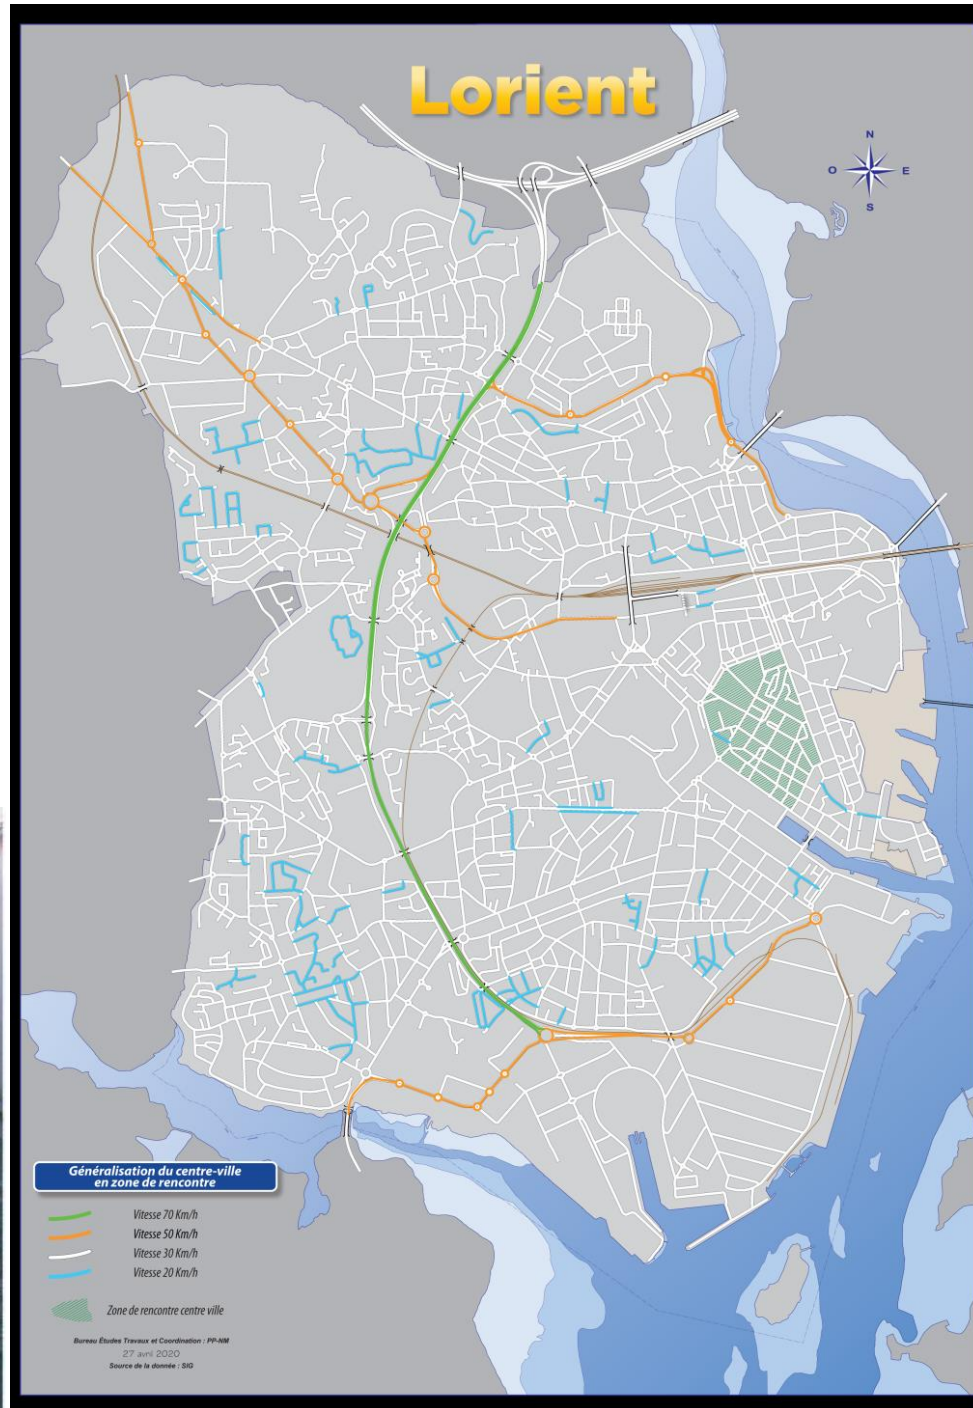 Lorient
N
O
E
S
Généralisation du centre-ville
en zone de rencontre
Vitesse 70 Km/h
Vitesse 50 Km/h
Vitesse 30 Km/h
Vitesse 20 Km/h
Zone de rencontre centre ville
Bureau Études Travaux et Coordination : PP-NM
27 avril 2020
Source de la donnée : SIG